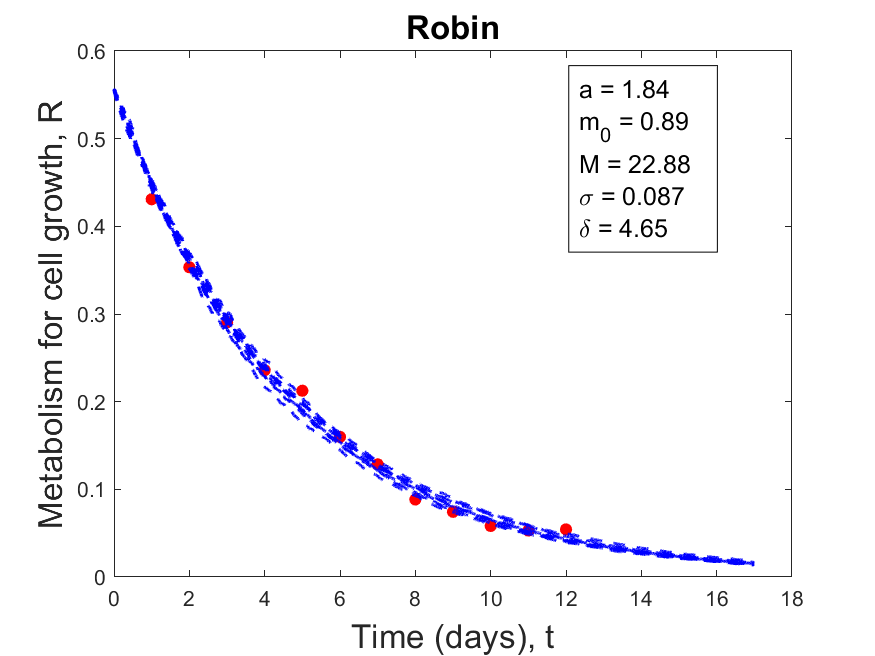 Robin
0.6
0.5
0.4
0.3
0.2
0.1
0
Metabolism for cell growth, R
a = 1.84
m0 = 0.89
M = 22.88
σ = 0.087
δ = 4.65
0 2 4 6 8 10 12 14 16 18
Time (days), t